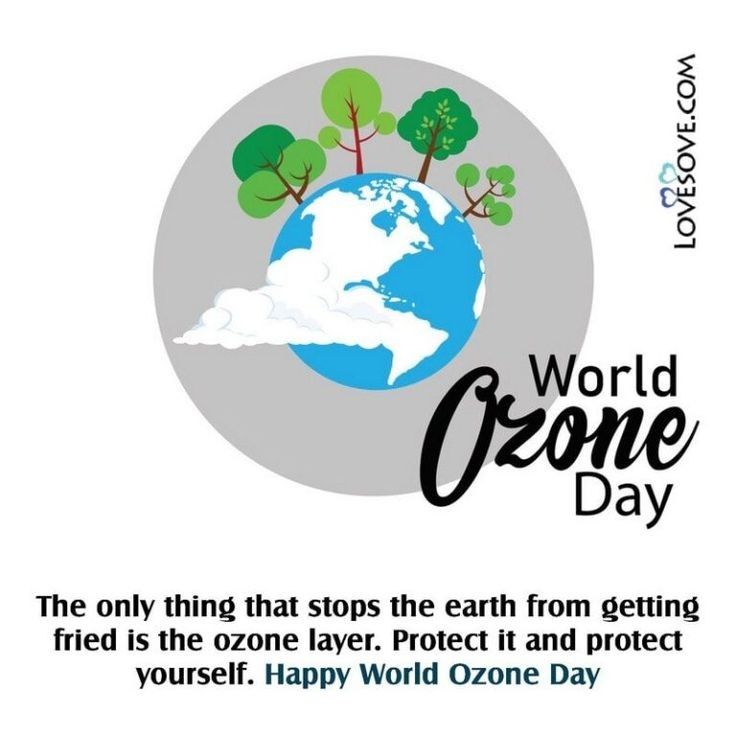 LOVESOVE.COM
World
Ozone
Day
The only thing that stops the earth from getting
fried is the ozone layer. Protect it and protect
yourself. Happy World Ozone Day